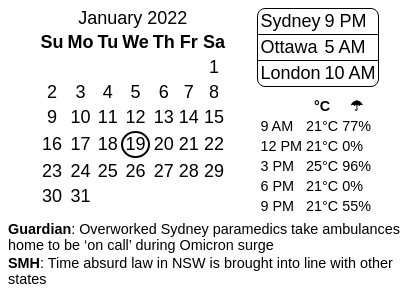 January 2022
Su Mo Tu We Th Fr Sa
1
2 3 4 5 6 7 8
9 10 11 12 13 14 15
16 17 18 19 20 21 22
23 24 25 26 27 28 29
30 31
Sydney 9 PM
Ottawa 5 AM
London 10 AM
°C ☂
9 AM 21°C 77%
12 PM 21°C 0%
3 PM 25°C 96%
6 PM 21°C 0%
9 PM 21°C 55%
Guardian: Overworked Sydney paramedics take ambulances
home to be ‘on call’ during Omicron surge
SMH: Time absurd law in NSW is brought into line with other
states